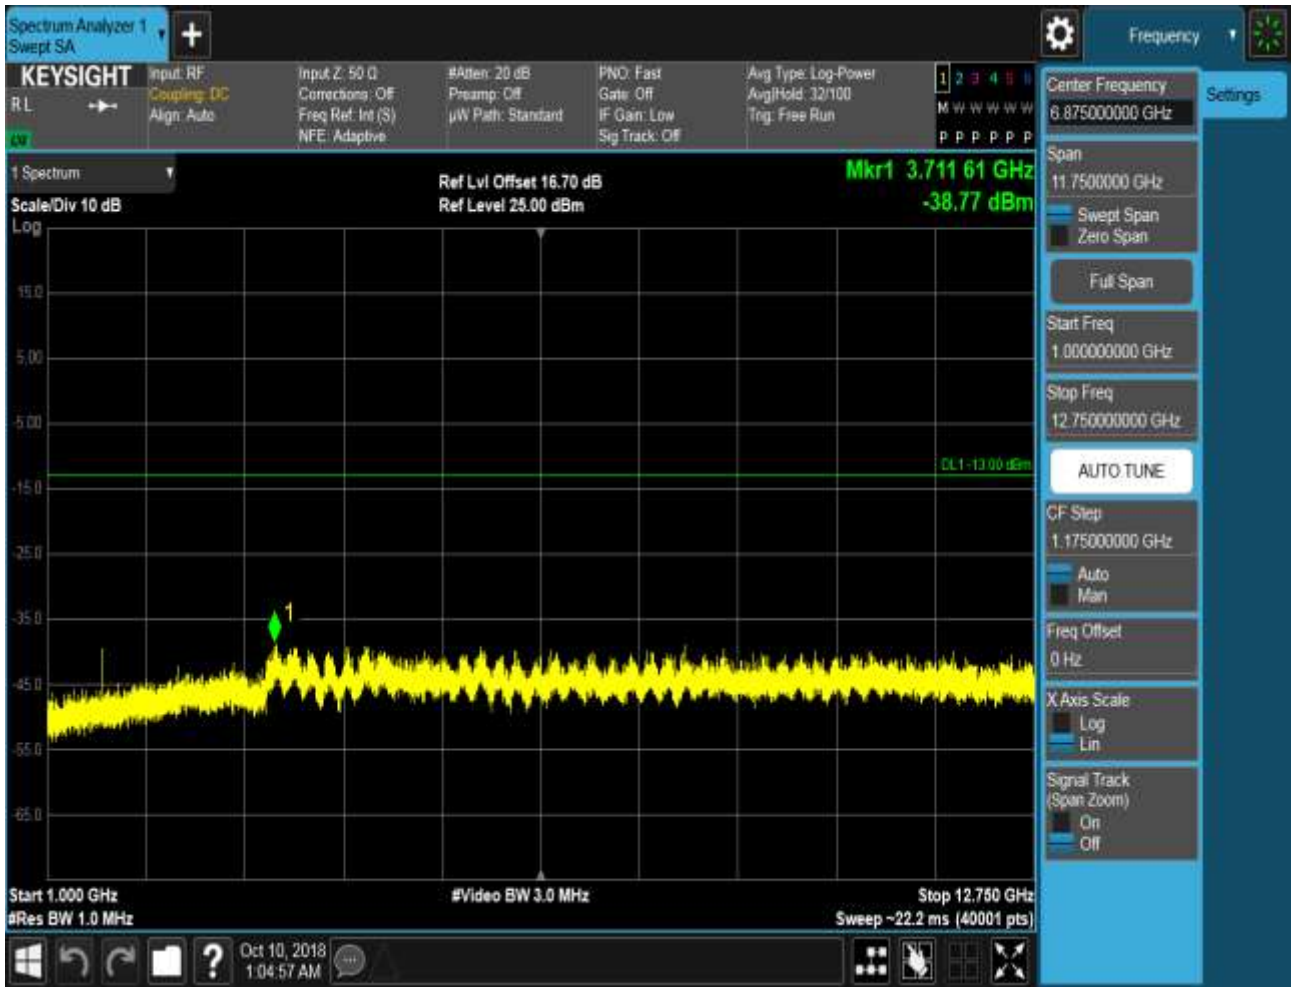 Spectrum Analyzer 1
Swept SA
+
Frequency
KEYSIGHT
RL
LXI
Input: RF
Coupling: DC
Align: Auto
Input Z: 50 Ω
Corrections: Off
Freq Ref: Int (S)
NFE: Adaptive
#Atten: 20 dB
Preamp: Off
µW Path: Standard
PNO: Fast
Gate: Off
IF Gain: Low
Sig Track: Off
Avg Type: Log-Power
Avg|Hold: 32/100
Trig: Free Run
1 2 3 4 5 6
M W W W W W
P P P P P P
1 Spectrum
Scale/Div 10 dB
Log
Ref Lvl Offset 16.70 dB
Ref Level 25.00 dBm
Mkr1 3.711 61 GHz
-38.77 dBm
15.0
5.00
-5.00
-15.0
-25.0
-35.0
-45.0
-55.0
-65.0
DL1 -13.00 dBm
1
Start 1.000 GHz
#Res BW 1.0 MHz
#Video BW 3.0 MHz
Stop 12.750 GHz
Sweep ~22.2 ms (40001 pts)
Center Frequency
6.875000000 GHz
Settings
Span
11.7500000 GHz
Swept Span
Zero Span
Full Span
Start Freq
1.000000000 GHz
Stop Freq
12.750000000 GHz
AUTO TUNE
CF Step
1.175000000 GHz
Auto
Man
Freq Offset
0 Hz
X Axis Scale
Log
Lin
Signal Track
(Span Zoom)
On
Off
?
Oct 10, 2018
1:04:57 AM